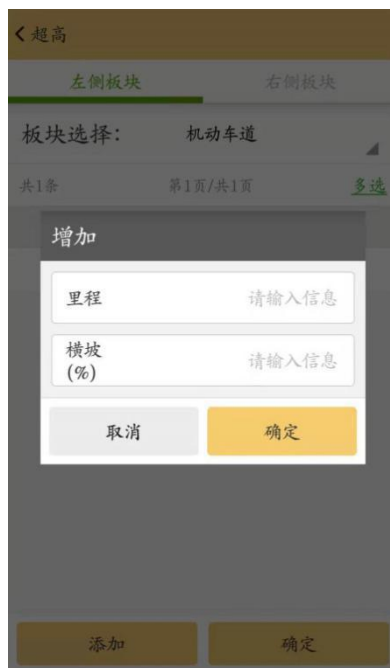 超高
左侧板块 右侧板块
板块选择： 机动车道
共1条 第1页/共1页 多选
增加
里程 请输入信息
横坡 请输入信息
(%)
取消 确定
添加 确定